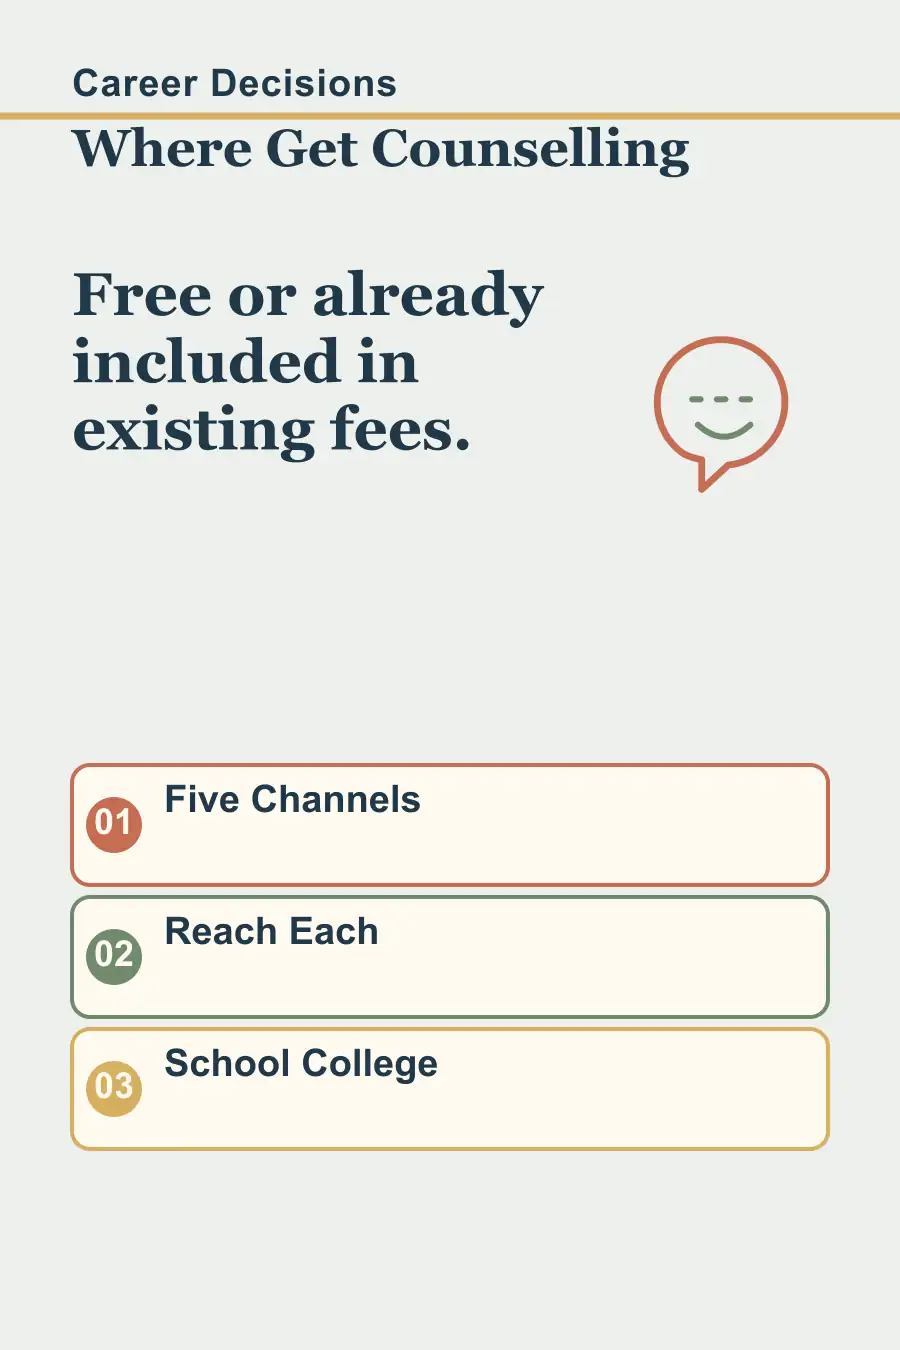 Career Decisions
Where Get Counselling
Free or already
included in
existing fees.
01
Five Channels
02
Reach Each
03
School College